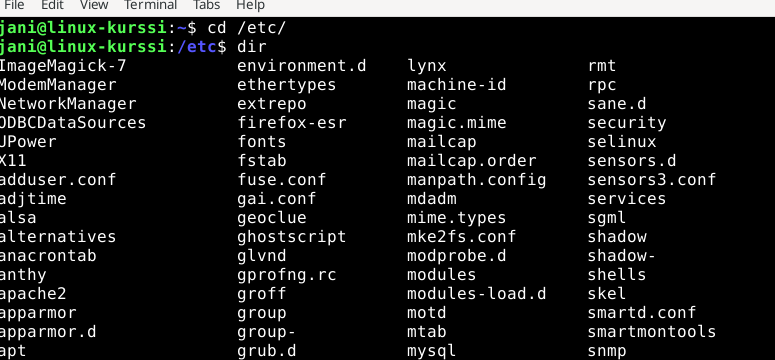 File Edit View Terminal Tabs Help
jani@linux-kurssi:~$ cd /etc/
jani@linux-kurssi:/etc$ dir
ImageMagick-7 environment.d lynx rmt
ModemManager ethertypes machine-id rpc
NetworkManager extrepo magic sane.d
ODBCDataSources firefox-esr magic.mime security
UPower fonts mailcap selinux
X11 fstab mailcap.order sensors.d
adduser.conf fuse.conf manpath.config sensors3.conf
adjtime gai.conf mdadm services
alsa geoclue mime.types sgml
alternatives ghostscript mke2fs.conf shadow
anacrontab glvnd modprobe.d shadow-
anthy gprofng.rc modules shells
apache2 groff modules-load.d skel
apparmor group motd smartd.conf
apparmor.d group- mtab smartmontools
apt grub.d mysql snmp